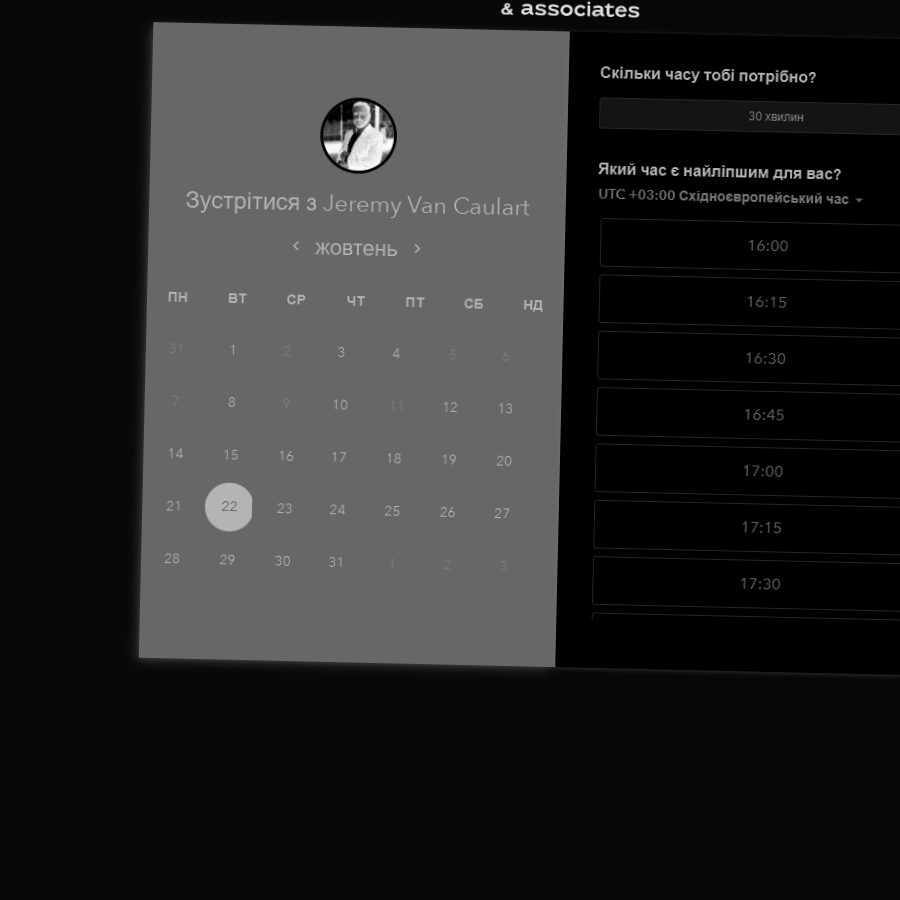 & associates
Зустрітися з Jeremy Van Caulart
‹ жовтень ›
ПН ВТ СР ЧТ ПТ СБ НД
31 1 2 3 4 5 6
7 8 9 10 11 12 13
14 15 16 17 18 19 20
21 22 23 24 25 26 27
28 29 30 31 1 2 3
Скільки часу тобі потрібно?
30 хвилин
Який час є найліпшим для вас?
UTC +03:00 Східноєвропейський час
16:00
16:15
16:30
16:45
17:00
17:15
17:30